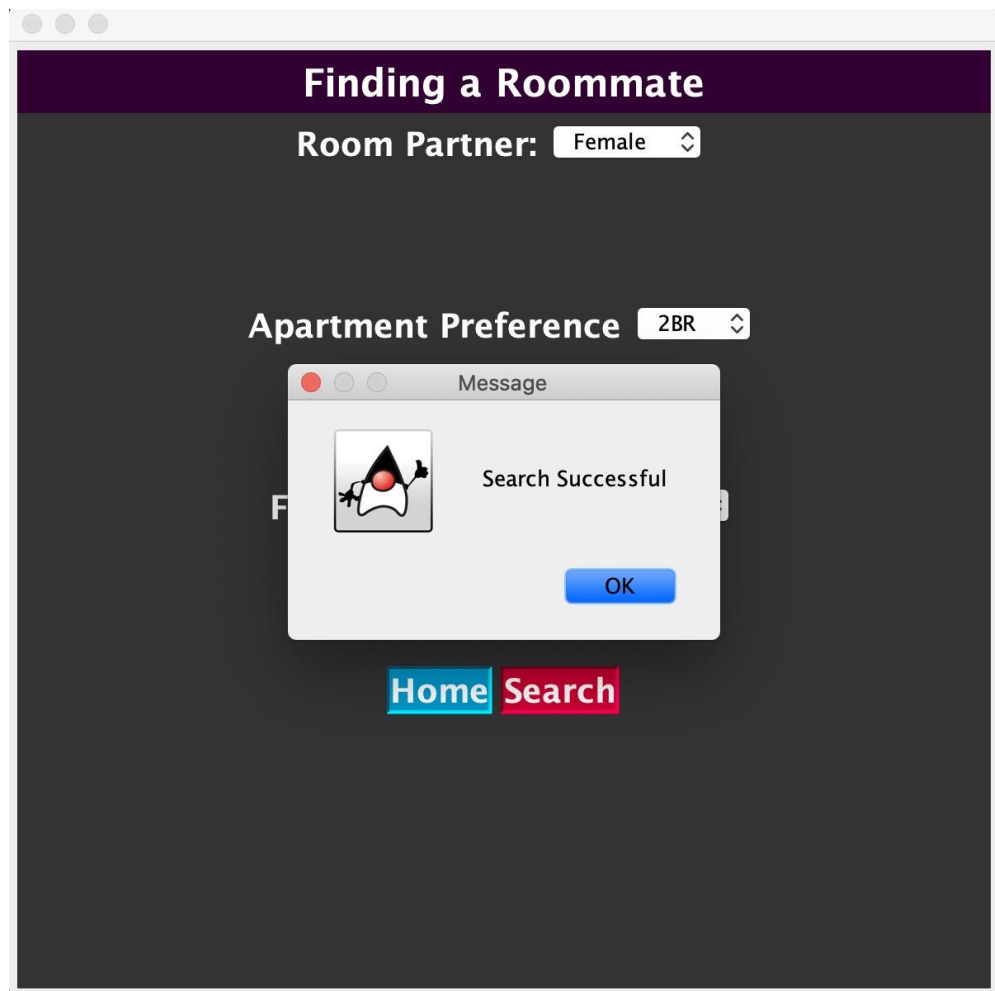 Finding a Roommate
Room Partner: Female
Apartment Preference 2BR
Message
Search Successful
F
OK
Home Search